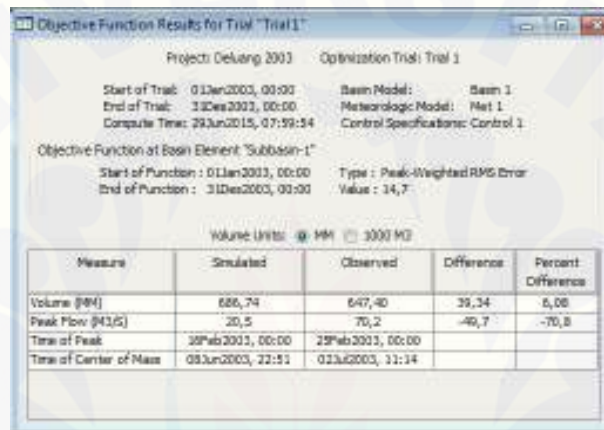 Objective Function Results for Trial "Trial 1"
Project: Deluang 2003 Optimization Trial: Trial 1
Start of Trial: 01Jan2003, 00:00 Basin Model: Basin 1
End of Trial: 31Des2003, 00:00 Meteorologic Model: Met 1
Compute Time: 29Jun2015, 07:59:54 Control Specifications: Control 1
Objective Function at Basin Element "Subbasin-1"
Start of Function : 01Jan2003, 00:00 Type : Peak-Weighted RMS Error
End of Function : 31Des2003, 00:00 Value : 14,7
Volume Units: MM 1000 M3
Measure Simulated Observed Difference Percent Difference
Volume (MM) 686,74 647,40 39,34 6,08
Peak Flow (M3/S) 20,5 70,2 -49,7 -70,8
Time of Peak 16Feb2003, 00:00 25Feb2003, 00:00
Time of Center of Mass 08Jun2003, 22:51 02Jul2003, 11:14